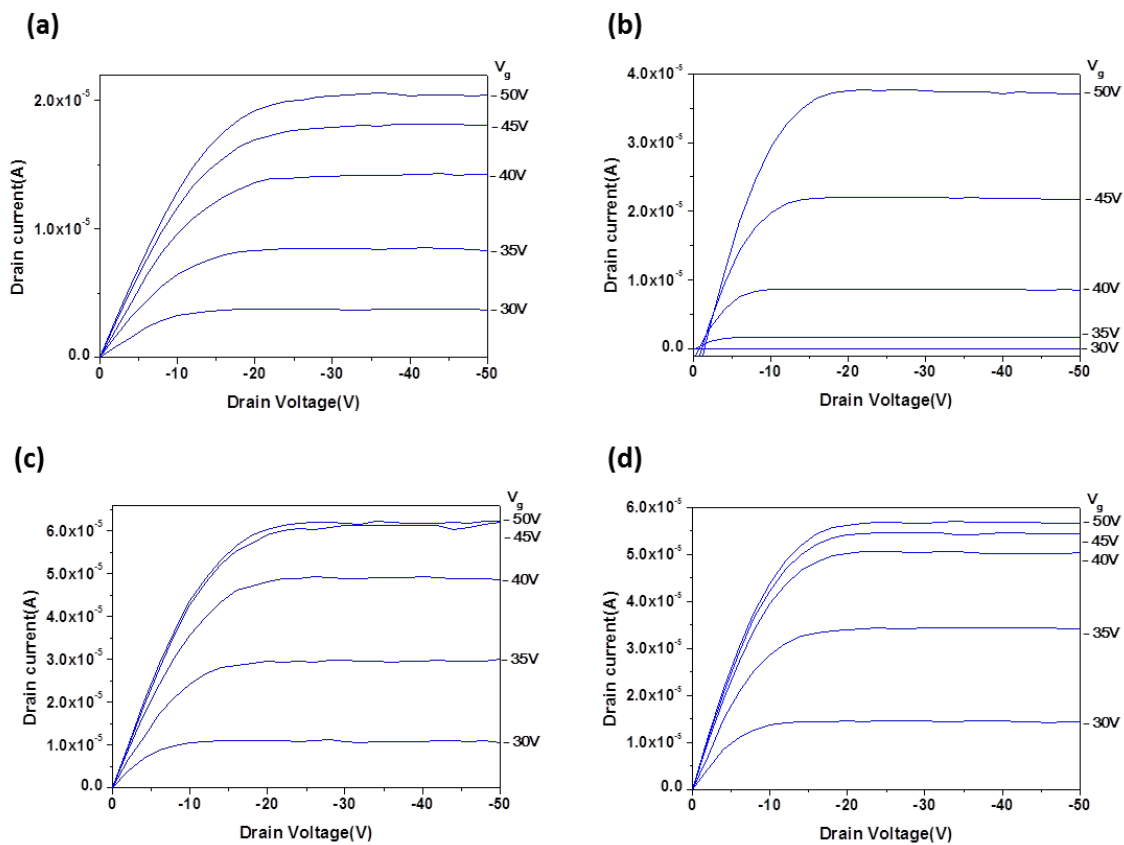 (a)
V_g
2.0x10^-5
1.0x10^-5
0.0
Drain current(A)
-50V
-45V
-40V
-35V
-30V
0 -10 -20 -30 -40 -50
Drain Voltage(V)
(b)
V_g
4.0x10^-5
3.0x10^-5
2.0x10^-5
1.0x10^-5
0.0
Drain current(A)
-50V
-45V
-40V
-35V
-30V
0 -10 -20 -30 -40 -50
Drain Voltage(V)
(c)
V_g
6.0x10^-5
5.0x10^-5
4.0x10^-5
3.0x10^-5
2.0x10^-5
1.0x10^-5
0.0
Drain current(A)
-50V
-45V
-40V
-35V
-30V
0 -10 -20 -30 -40 -50
Drain Voltage(V)
(d)
V_g
6.0x10^-5
5.0x10^-5
4.0x10^-5
3.0x10^-5
2.0x10^-5
1.0x10^-5
0.0
Drain current(A)
-50V
-45V
-40V
-35V
-30V
0 -10 -20 -30 -40 -50
Drain Voltage(V)